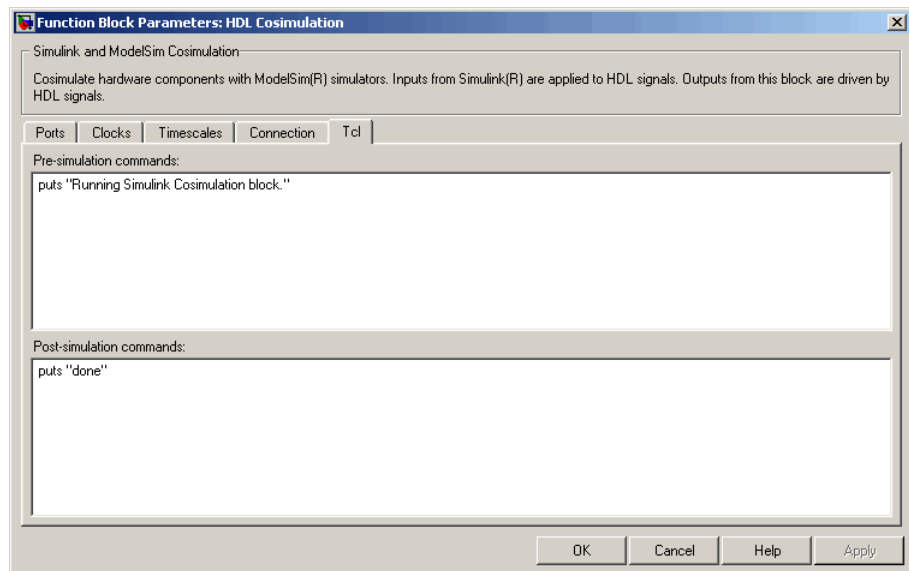 Function Block Parameters: HDL Cosimulation
Simulink and ModelSim Cosimulation
Cosimulate hardware components with ModelSim(R) simulators. Inputs from Simulink(R) are applied to HDL signals. Outputs from this block are driven by
HDL signals.
Ports Clocks Timescales Connection Tcl
Pre-simulation commands:
puts "Running Simulink Cosimulation block."
Post-simulation commands:
puts "done"
OK Cancel Help Apply